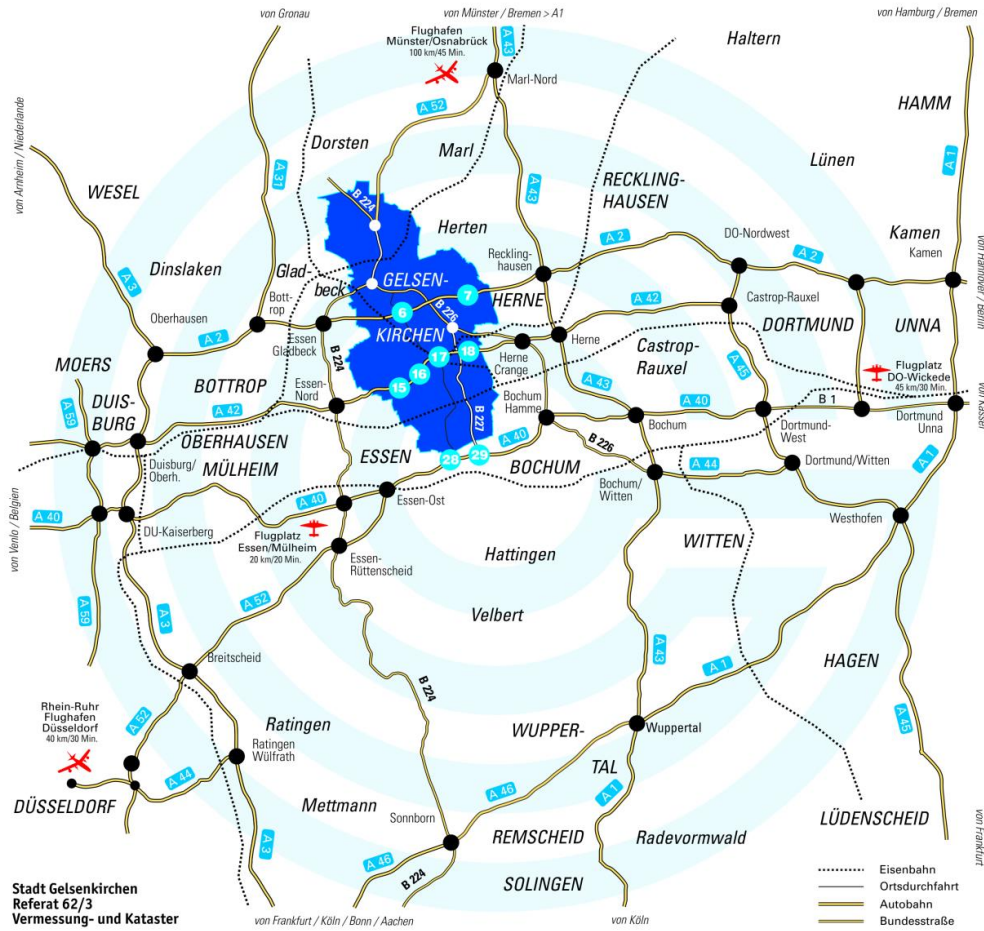 von Gronau
von Münster / Bremen > A1
von Hamburg / Bremen
Flughafen
Münster/Osnabrück
100 km/45 Min.
A 43
Marl-Nord
Haltern
HAMM
A 52
Dorsten
Marl
Lünen
A 1
von Arnheim / Niederlande
WESEL
A 31
B 224
A 43
RECKLING-
HAUSEN
Herten
Kamen
Kamen
A 2
DO-Nordwest
A 2
Reckling-
hausen
Dinslaken
Glad-
beck
GELSEN-
KIRCHEN
7
HERNE
A 42
Castrop-Rauxel
A 3
Bott-
rop
6
B 226
DORTMUND
UNNA
Oberhausen
A 2
Essen
Gladbeck
Herne
Herne
Crange
Castrop-
Rauxel
MOERS
17
18
16
15
B 224
A 45
Flugplatz
DO-Wickede
45 km/30 Min.
BOTTROP
Essen-
Nord
A 43
A 59
DUIS-
BURG
A 42
Bochum
Hamme
A 40
B 1
von Kassel
B 227
Bochum
Dortmund-
West
Dortmund
Unna
OBERHAUSEN
A 40
B 226
ESSEN
28
29
BOCHUM
A 44
Dortmund/Witten
A 1
Duisburg/
Oberh.
MÜLHEIM
Bochum/
Witten
A 40
A 40
Essen-Ost
Westhofen
von Venlo / Belgien
DU-Kaiserberg
Flugplatz
Essen/Mülheim
20 km/20 Min.
WITTEN
Essen-
Rüttenscheid
Hattingen
A 59
A 3
A 52
Velbert
A 43
A 1
HAGEN
Breitscheid
B 224
Rhein-Ruhr
Flughafen
Düsseldorf
40 km/30 Min.
A 52
Ratingen
Ratingen
Wülfrath
WUPPER-
TAL
Wuppertal
A 45
A 44
A 1
DÜSSELDORF
Mettmann
A 46
Sonnborn
REMSCHEID
Radevormwald
LÜDENSCHEID
von Frankfurt
A 3
A 46
B 224
SOLINGEN
Stadt Gelsenkirchen
Referat 62/3
Vermessung- und Kataster
von Frankfurt / Köln / Bonn / Aachen
von Köln
Eisenbahn
Ortsdurchfahrt
Autobahn
Bundesstraße